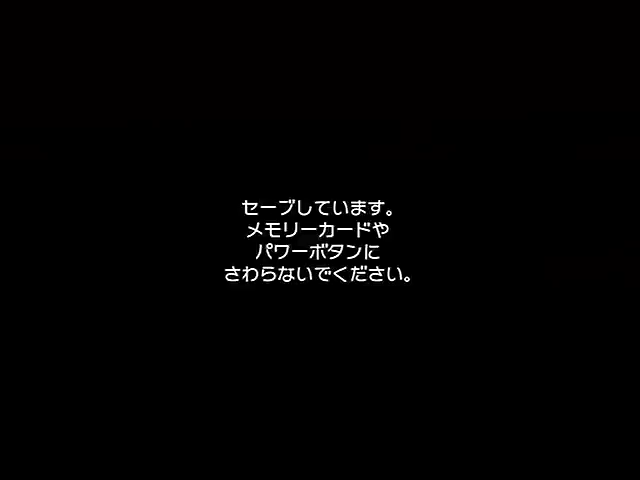 セーブしています。
メモリーカードや
パワーボタンに
さわらないでください。